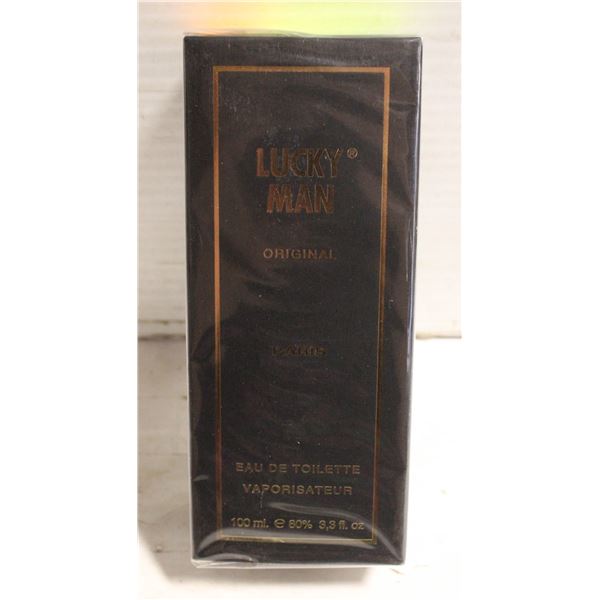 LUCKY®
MAN
ORIGINAL
PARIS
EAU DE TOILETTE
VAPORISATEUR
100 ml. ℮ 80% 3,3 fl. oz